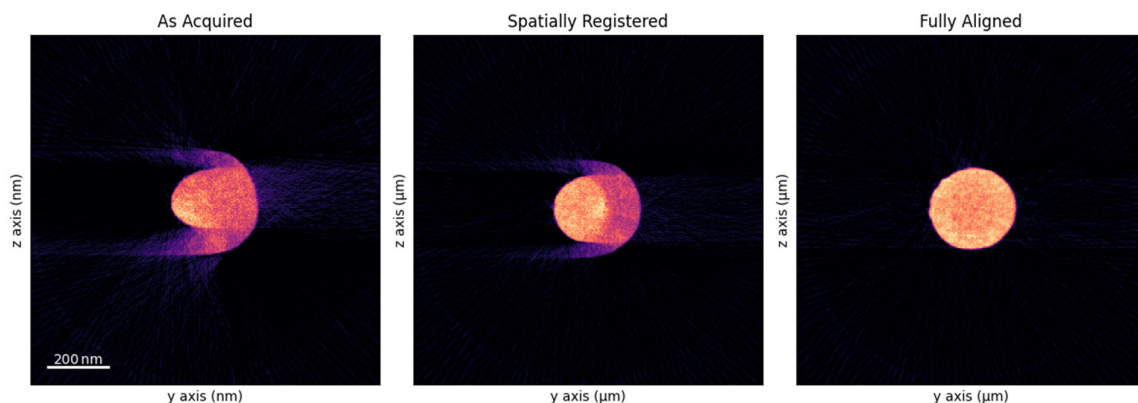 As Acquired
Spatially Registered
Fully Aligned
z axis (nm)
z axis (μm)
z axis (μm)
200 nm
y axis (nm)
y axis (μm)
y axis (μm)